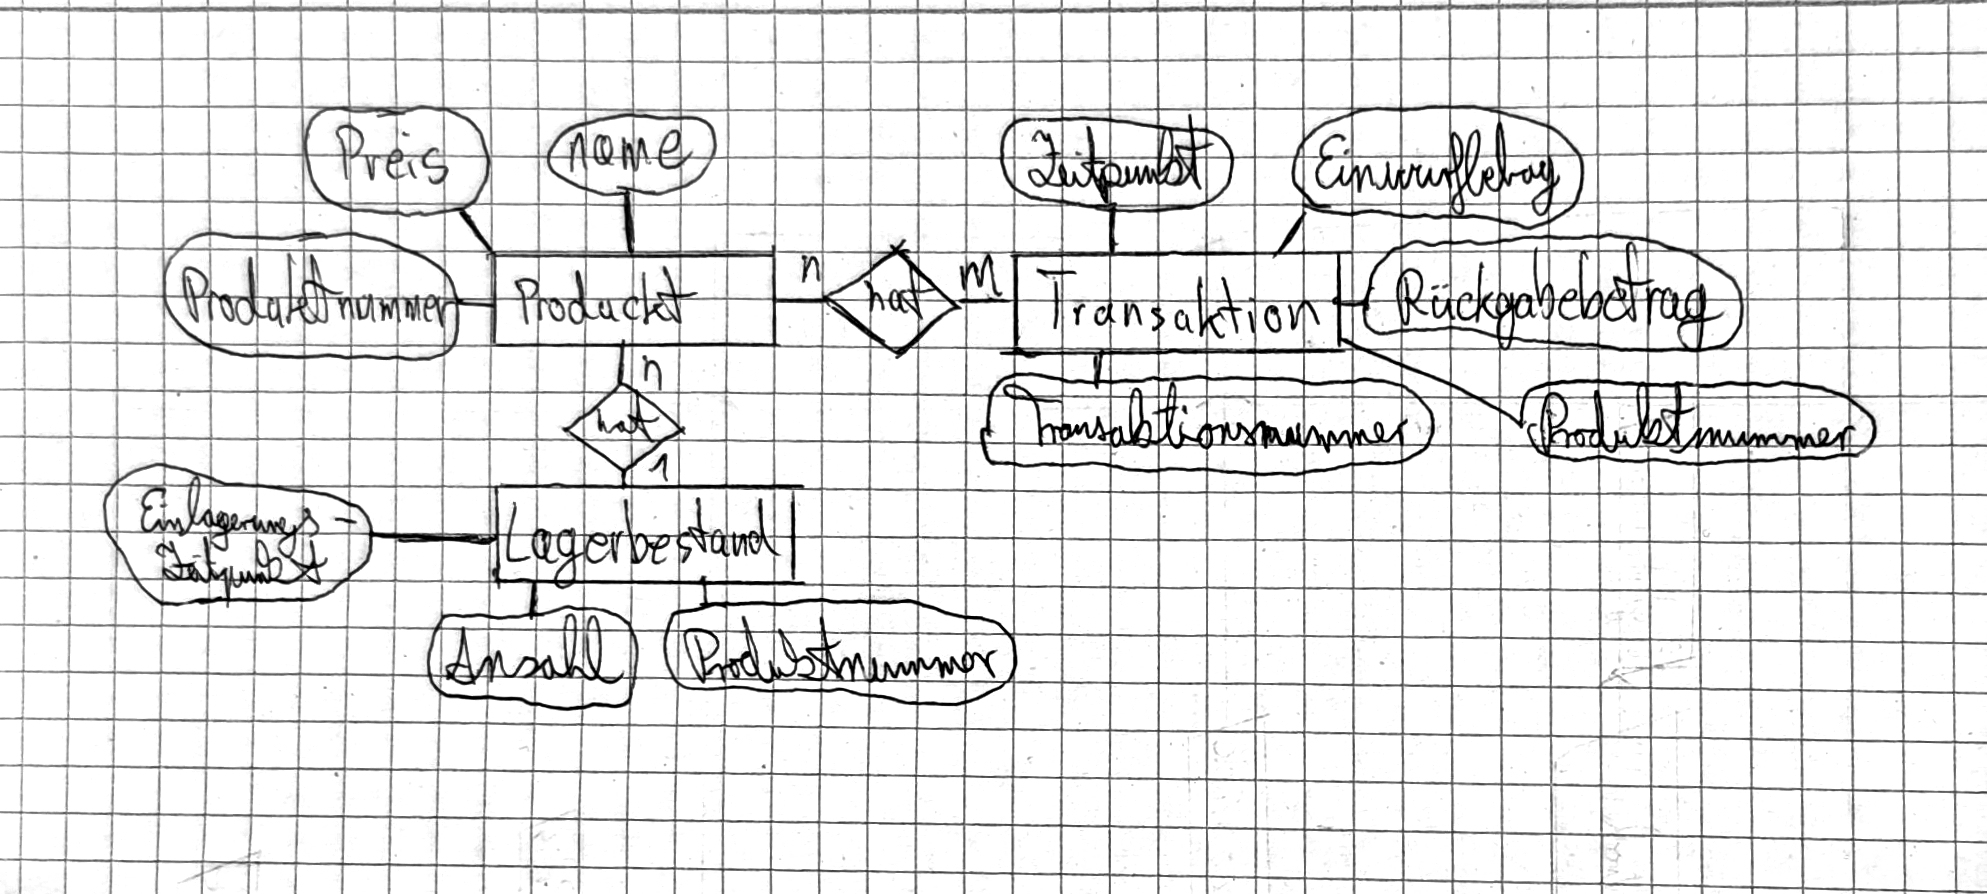 Preis
name
Zeitpunkt
Einwurfbetrag
Produktnummer
Produckt
n
hat
m
Transaktion
Rückgabebetrag
n
hat
1
Transaktionsnummer
Produktnummer
Einlagerungs-
Zeitpunkt
Lagerbestand
Anzahl
Produktnummer